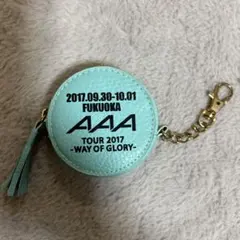 2017.09.30-10.01
FUKUOKA
AAA
TOUR 2017
-WAY OF GLORY-